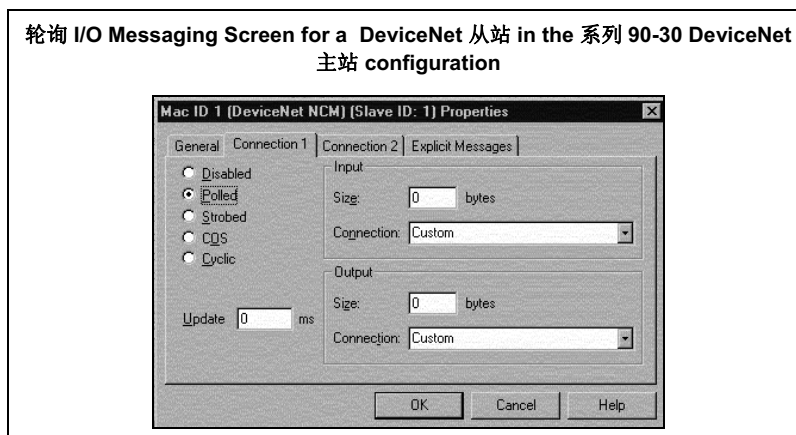 轮询 I/O Messaging Screen for a DeviceNet 从站 in the 系列 90-30 DeviceNet
主站 configuration
Mac ID 1 (DeviceNet NCM) (Slave ID: 1) Properties
General Connection 1 Connection 2 Explicit Messages
Disabled
Polled
Strobed
COS
Cyclic
Update 0 ms
Input
Size: 0 bytes
Connection: Custom
Output
Size: 0 bytes
Connection: Custom
OK Cancel Help